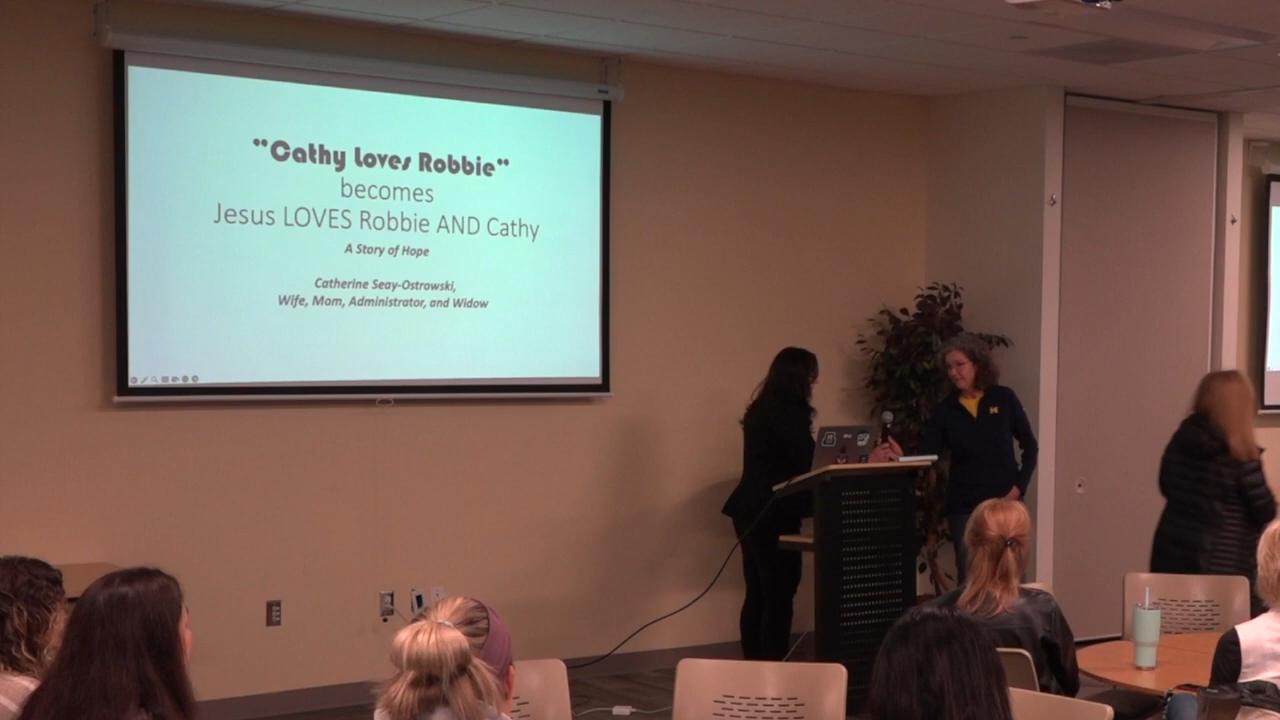 "Cathy Loves Robbie"
becomes
Jesus LOVES Robbie AND Cathy
A Story of Hope
Catherine Seay-Ostrowski,
Wife, Mom, Administrator, and Widow
M